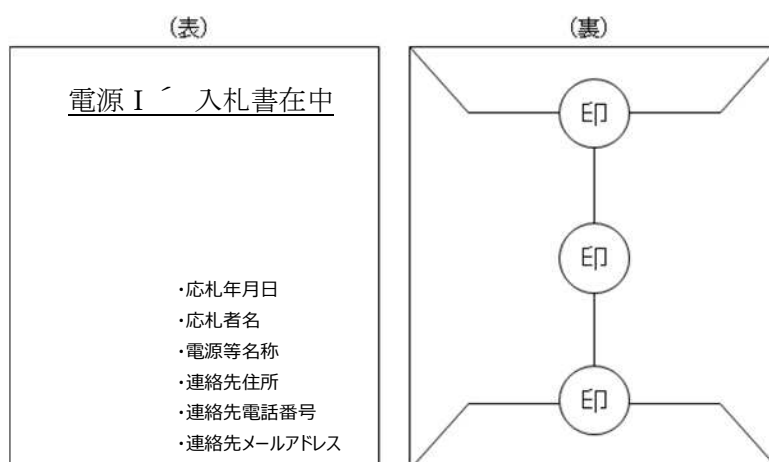 (表)
電源Ⅰ´ 入札書在中
・応札年月日
・応札者名
・電源等名称
・連絡先住所
・連絡先電話番号
・連絡先メールアドレス
(裏)
印
印
印